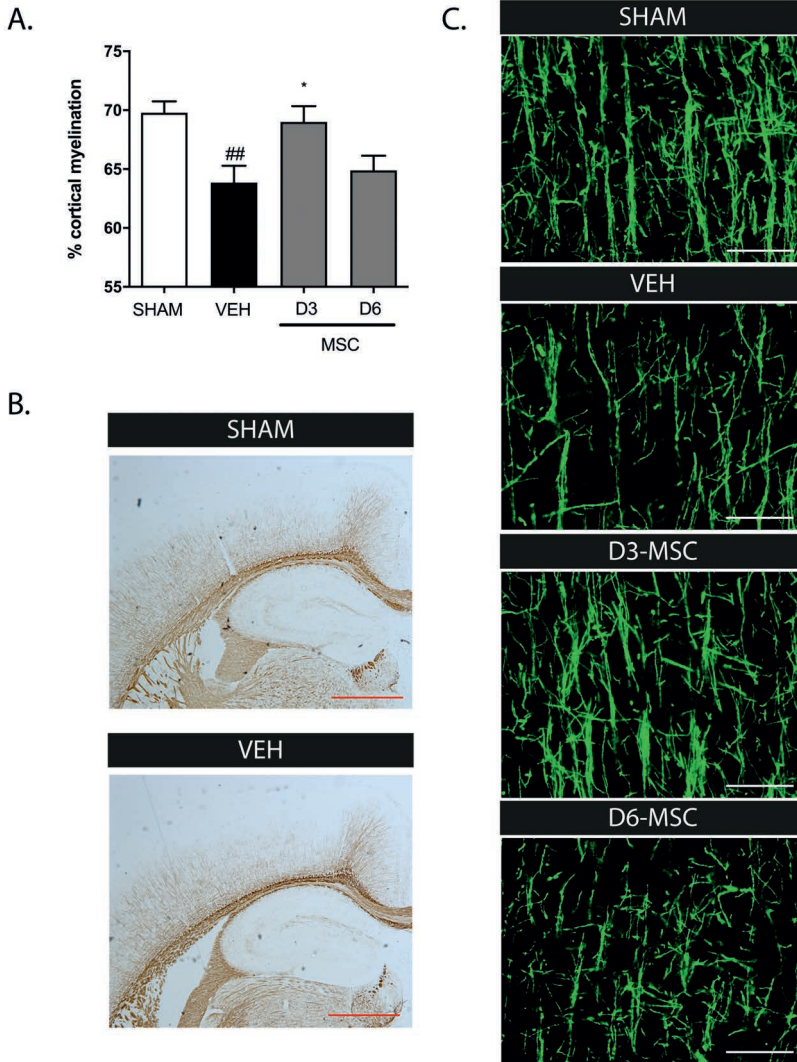 A.
% cortical myelination
75
70
65
60
55
##
*
SHAM
VEH
D3
D6
MSC
B.
SHAM
VEH
C.
SHAM
VEH
D3-MSC
D6-MSC